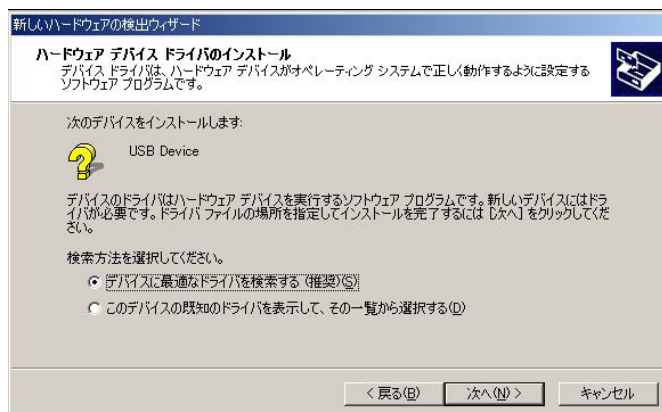 新しいハードウェアの検出ウィザード
ハードウェア デバイス ドライバのインストール
デバイス ドライバは、ハードウェア デバイスがオペレーティング システムで正しく動作するように設定する
ソフトウェア プログラムです。
次のデバイスをインストールします:
USB Device
デバイスのドライバはハードウェア デバイスを実行するソフトウェア プログラムです。新しいデバイスにはドラ
イバが必要です。ドライバ ファイルの場所を指定してインストールを完了するには [次へ] をクリックしてくだ
さい。
検索方法を選択してください。
デバイスに最適なドライバを検索する (推奨)(S)
このデバイスの既知のドライバを表示して、その一覧から選択する(D)
< 戻る(B) 次へ(N) > キャンセル